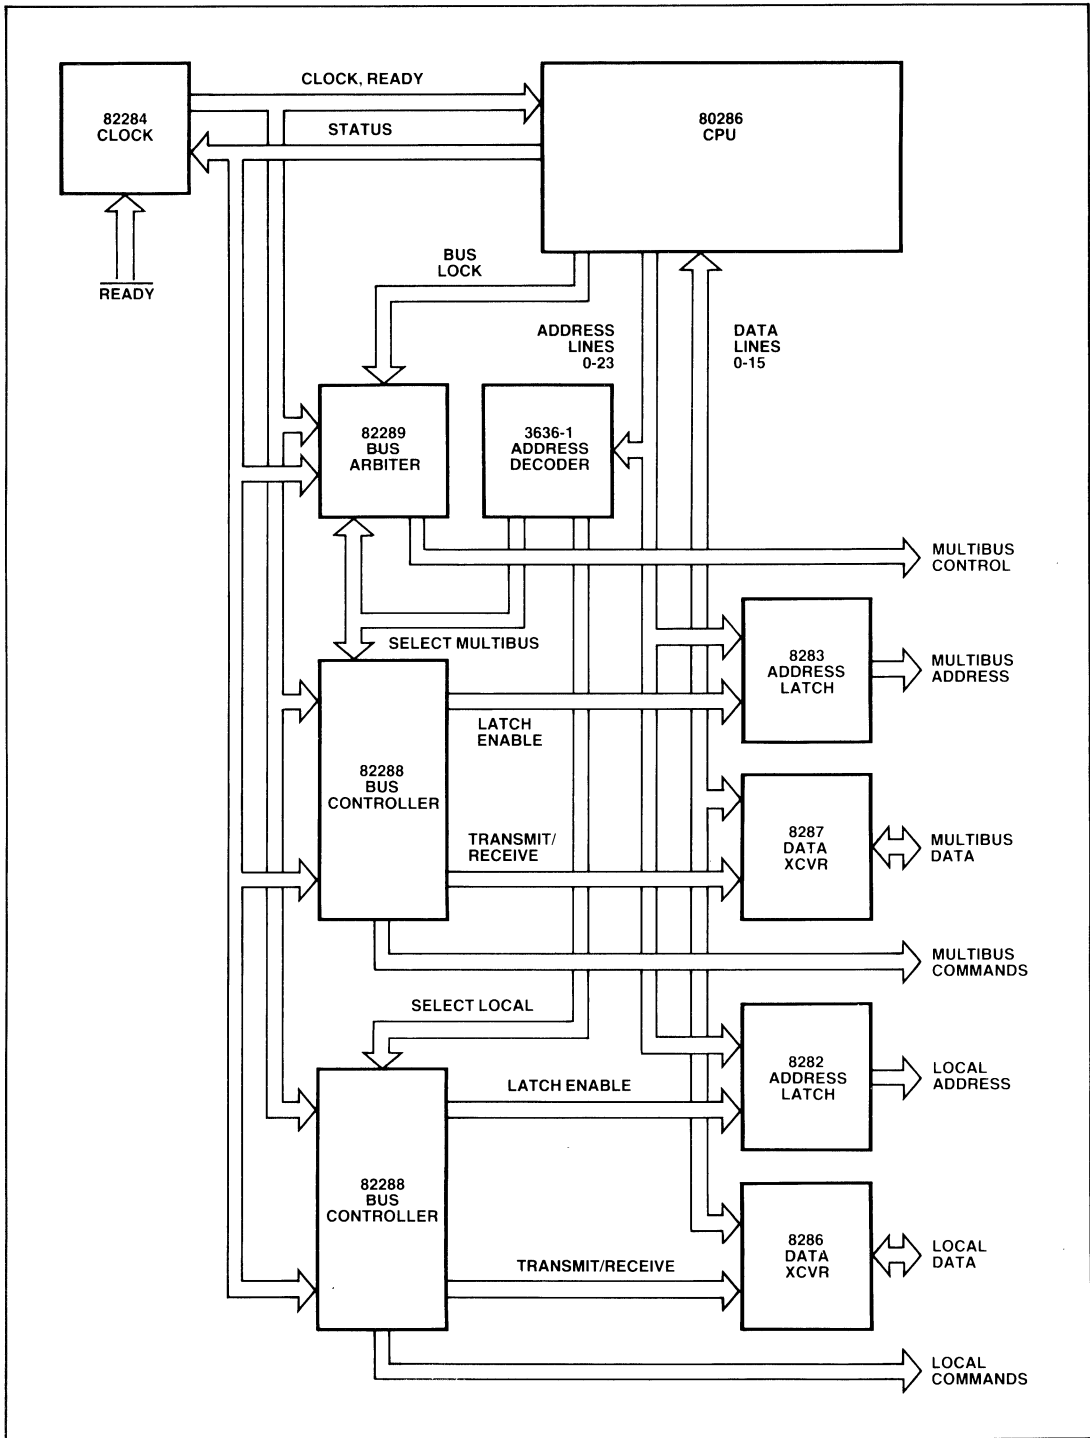 CLOCK, READY
82284
CLOCK
80286
CPU
STATUS
READY
BUS
LOCK
ADDRESS
LINES
0-23
DATA
LINES
0-15
82289
BUS
ARBITER
3636-1
ADDRESS
DECODER
MULTIBUS
CONTROL
SELECT MULTIBUS
8283
ADDRESS
LATCH
MULTIBUS
ADDRESS
LATCH
ENABLE
82288
BUS
CONTROLLER
TRANSMIT/
RECEIVE
8287
DATA
XCVR
MULTIBUS
DATA
MULTIBUS
COMMANDS
SELECT LOCAL
8282
ADDRESS
LATCH
LOCAL
ADDRESS
LATCH ENABLE
82288
BUS
CONTROLLER
8286
DATA
XCVR
LOCAL
DATA
TRANSMIT/RECEIVE
LOCAL
COMMANDS